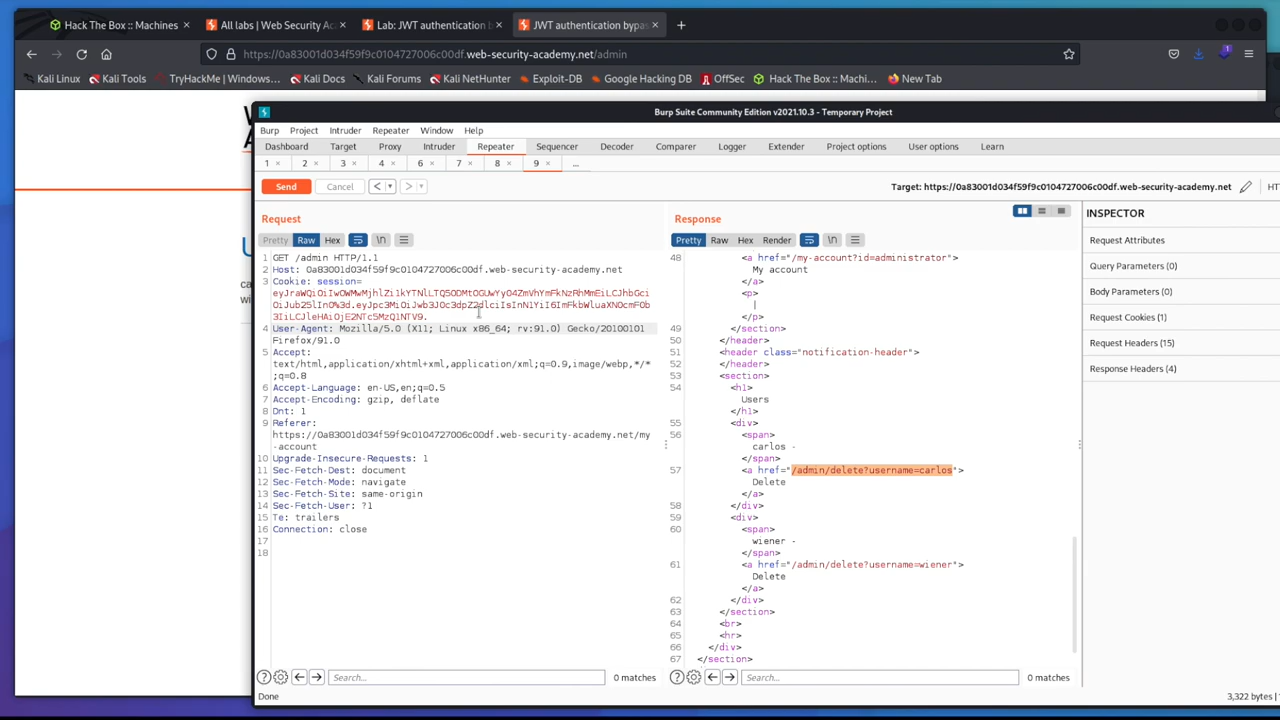 Hack The Box :: Machines
All labs | Web Security Ac
Lab: JWT authentication b
JWT authentication bypas
https://0a83001d034f59f9c0104727006c00df.web-security-academy.net/admin
Kali Linux
Kali Tools
TryHackMe | Windows...
Kali Docs
Kali Forums
Kali NetHunter
Exploit-DB
Google Hacking DB
OffSec
Hack The Box :: Machi...
New Tab
Burp Suite Community Edition v2021.10.3 - Temporary Project
Burp Project Intruder Repeater Window Help
Dashboard Target Proxy Intruder Repeater Sequencer Decoder Comparer Logger Extender Project options User options Learn
1 × 2 × 3 × 4 × 6 × 7 × 8 × 9 × ...
Send Cancel < >
Target: https://0a83001d034f59f9c0104727006c00df.web-security-academy.net
Request
Pretty Raw Hex \n
1 GET /admin HTTP/1.1
2 Host: 0a83001d034f59f9c0104727006c00df.web-security-academy.net
3 Cookie: session=
4 User-Agent: Mozilla/5.0 (X11; Linux x86_64; rv:91.0) Gecko/20100101
Firefox/91.0
5 Accept:
text/html,application/xhtml+xml,application/xml;q=0.9,image/webp,*/*
;q=0.8
6 Accept-Language: en-US,en;q=0.5
7 Accept-Encoding: gzip, deflate
8 Dnt: 1
9 Referer:
https://0a83001d034f59f9c0104727006c00df.web-security-academy.net/my
-account
10 Upgrade-Insecure-Requests: 1
11 Sec-Fetch-Dest: document
12 Sec-Fetch-Mode: navigate
13 Sec-Fetch-Site: same-origin
14 Sec-Fetch-User: ?1
15 Te: trailers
16 Connection: close
17
18
Search...
0 matches
Done
Response
Pretty Raw Hex Render \n
48 <a href="/my-account?id=administrator">
My account
</a>
<p>
|
</p>
49 </section>
50 </header>
51 <header class="notification-header">
52 </header>
53 <section>
54 <h1>
Users
</h1>
55 <div>
56 <span>
carlos -
</span>
57 <a href="/admin/delete?username=carlos">
Delete
</a>
58 </div>
59 <div>
60 <span>
wiener -
</span>
61 <a href="/admin/delete?username=wiener">
Delete
</a>
62 </div>
63 </section>
64 <br>
65 <hr>
66 </div>
67 </section>
Search...
0 matches
3,322 bytes
INSPECTOR
Request Attributes
Query Parameters (0)
Body Parameters (0)
Request Cookies (1)
Request Headers (15)
Response Headers (4)